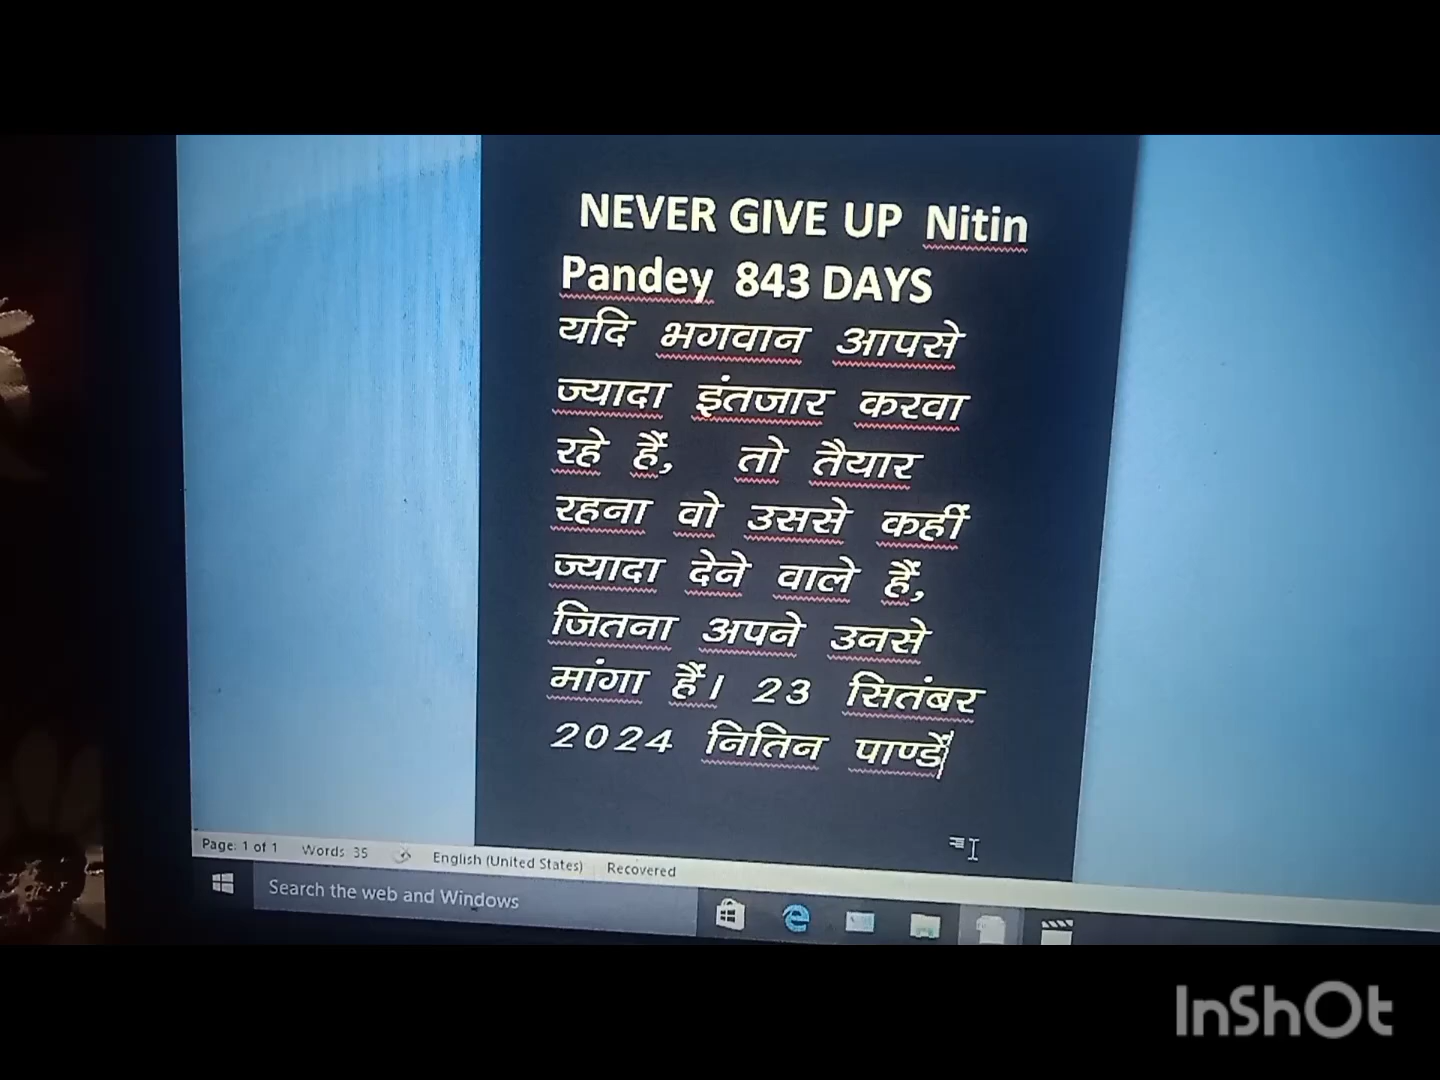 NEVER GIVE UP Nitin
Pandey 843 DAYS
यदि भगवान आपसे
ज्यादा इंतजार करवा
रहे हैं, तो तैयार
रहना वो उससे कहीं
ज्यादा देने वाले हैं,
जितना अपने उनसे
मांगा हैं। 23 सितंबर
2024 नितिन पाण्डें
Page: 1 of 1 Words 35 English (United States) Recovered
Search the web and Windows
InShOt